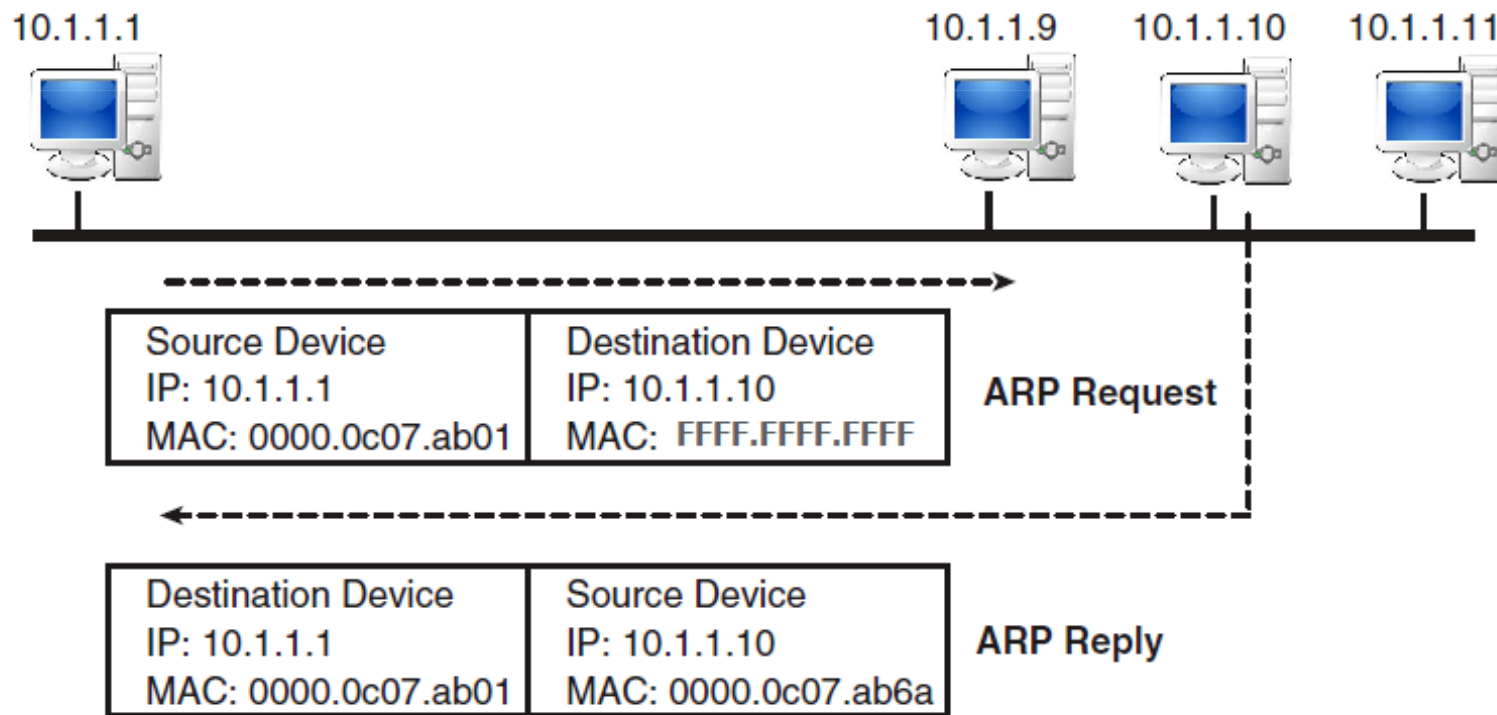 10.1.1.1
10.1.1.9
10.1.1.10
10.1.1.11
Source Device
IP: 10.1.1.1
MAC: 0000.0c07.ab01
Destination Device
IP: 10.1.1.10
MAC: FFFF.FFFF.FFFF
ARP Request
Destination Device
IP: 10.1.1.1
MAC: 0000.0c07.ab01
Source Device
IP: 10.1.1.10
MAC: 0000.0c07.ab6a
ARP Reply